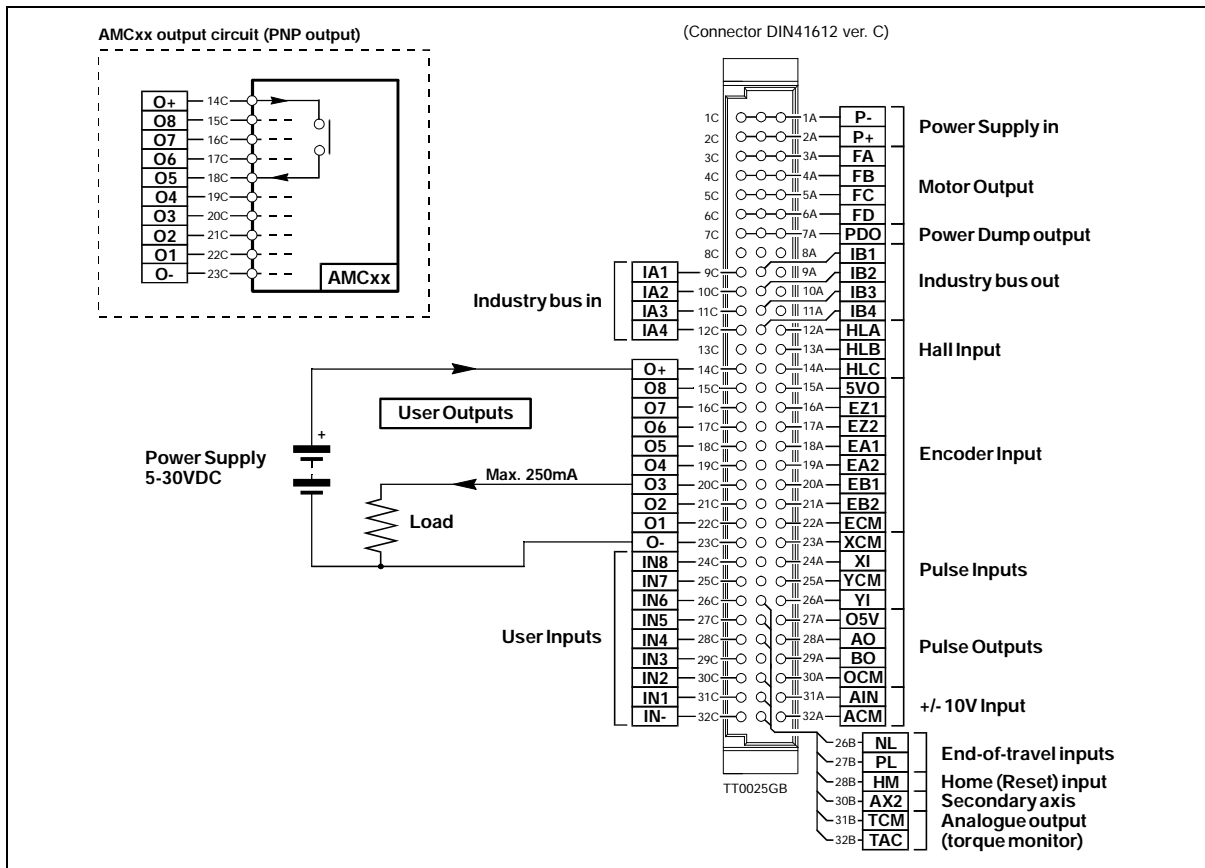 AMCxx output circuit (PNP output)
O+ 14C
O8 15C
O7 16C
O6 17C
O5 18C
O4 19C
O3 20C
O2 21C
O1 22C
O- 23C
AMCxx
(Connector DIN41612 ver. C)
1C 1A P-
2C 2A P+
Power Supply in
3C 3A FA
4C 4A FB
5C 5A FC
6C 6A FD
Motor Output
7C 7A PDO
Power Dump output
8C 8A IB1
IA1 9C 9A IB2
IA2 10C 10A IB3
IA3 11C 11A IB4
Industry bus in
Industry bus out
IA4 12C 12A HLA
13C 13A HLB
O+ 14C 14A HLC
Hall Input
O8 15C 15A 5VO
O7 16C 16A EZ1
O6 17C 17A EZ2
O5 18C 18A EA1
O4 19C 19A EA2
O3 20C 20A EB1
O2 21C 21A EB2
O1 22C 22A ECM
Encoder Input
User Outputs
+
Power Supply
5-30VDC
Max. 250mA
Load
O- 23C 23A XCM
IN8 24C 24A XI
IN7 25C 25A YCM
IN6 26C 26A YI
Pulse Inputs
IN5 27C 27A O5V
IN4 28C 28A AO
IN3 29C 29A BO
IN2 30C 30A OCM
User Inputs
Pulse Outputs
IN1 31C 31A AIN
IN- 32C 32A ACM
+/- 10V Input
26B NL
27B PL
End-of-travel inputs
28B HM Home (Reset) input
30B AX2 Secondary axis
31B TCM Analogue output
32B TAC (torque monitor)
TT0025GB